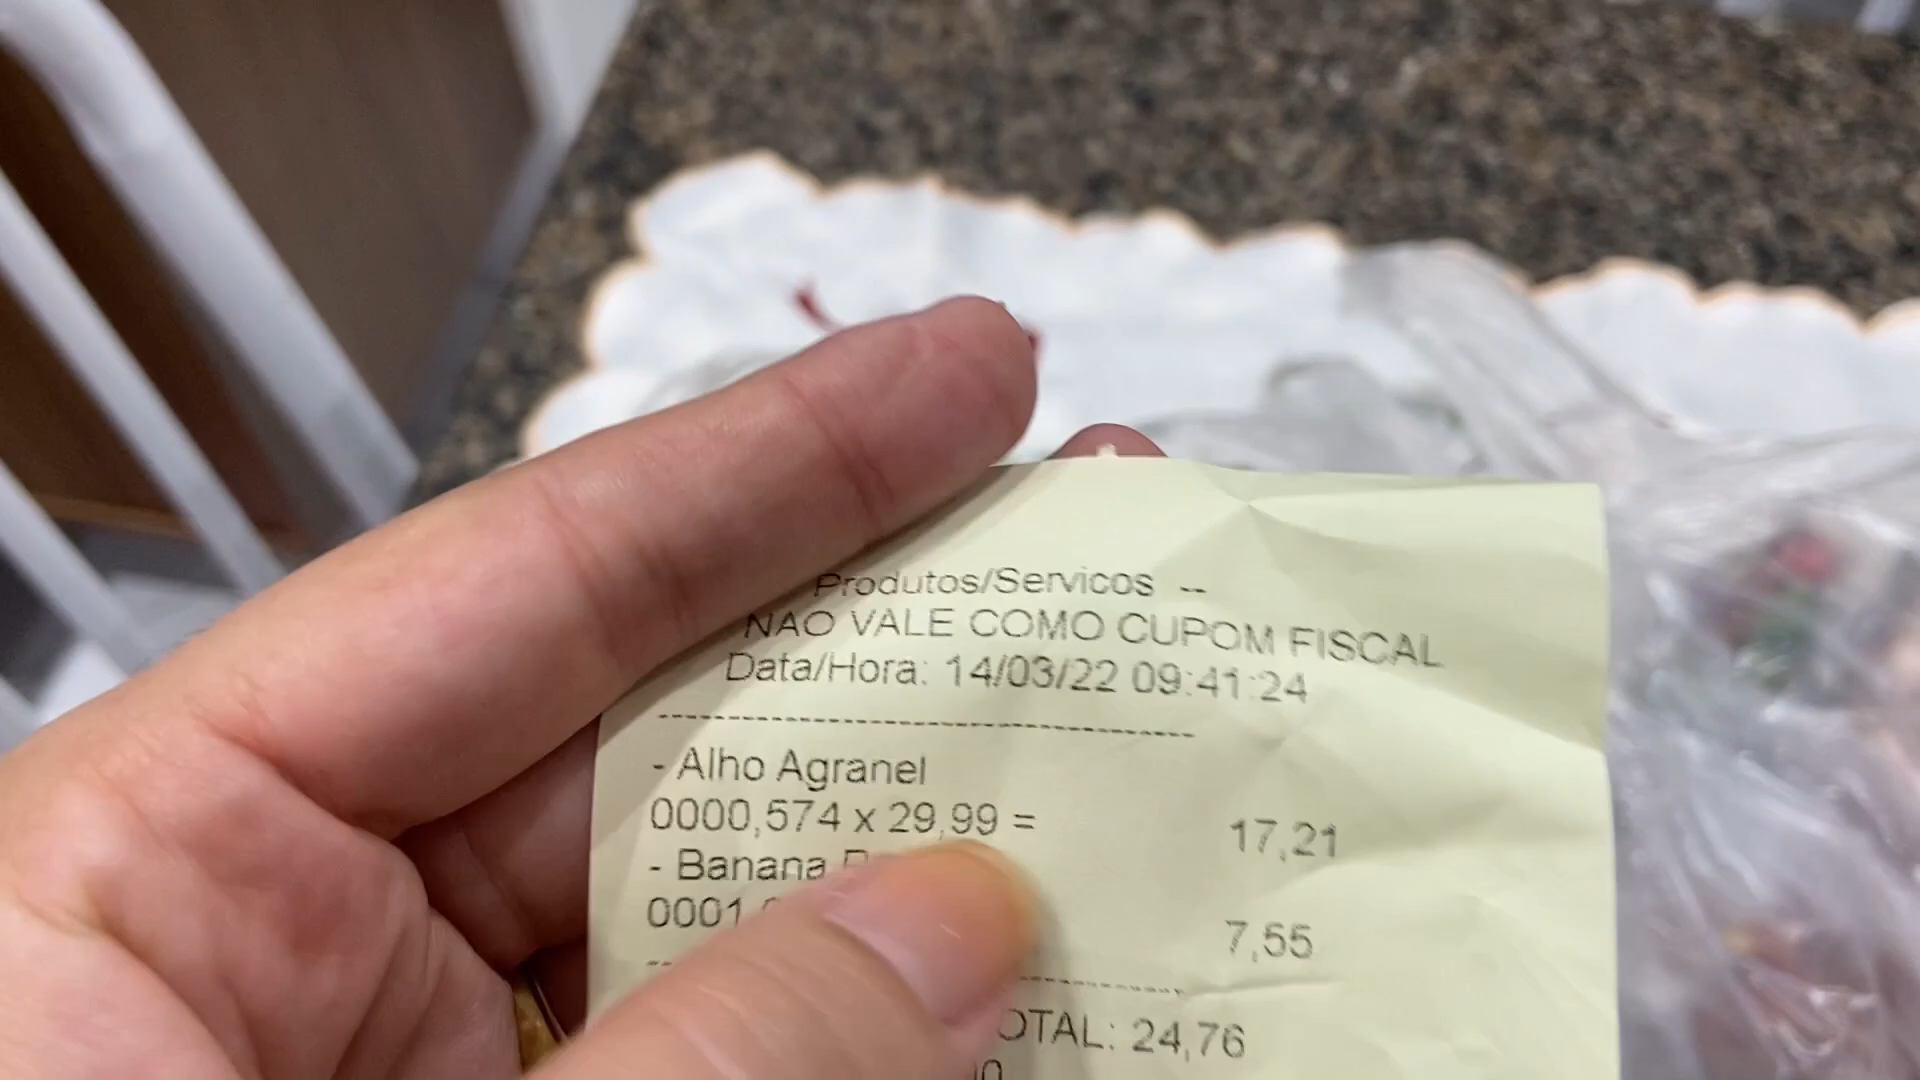 Produtos/Servicos --
NAO VALE COMO CUPOM FISCAL
Data/Hora: 14/03/22 09:41:24
- Alho Agranel
0000,574 x 29,99 = 17,21
- Banana
0001, 7,55
OTAL: 24,76